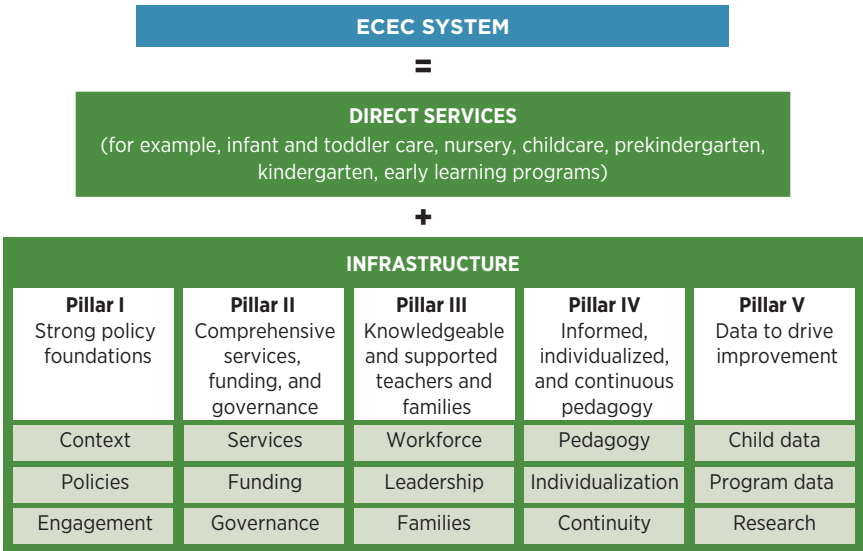 ECEC SYSTEM
=
DIRECT SERVICES
(for example, infant and toddler care, nursery, childcare, prekindergarten,
kindergarten, early learning programs)
+
INFRASTRUCTURE
Pillar I
Strong policy
foundations
Pillar II
Comprehensive
services,
funding, and
governance
Pillar III
Knowledgeable
and supported
teachers and
families
Pillar IV
Informed,
individualized,
and continuous
pedagogy
Pillar V
Data to drive
improvement
Context
Services
Workforce
Pedagogy
Child data
Policies
Funding
Leadership
Individualization
Program data
Engagement
Governance
Families
Continuity
Research